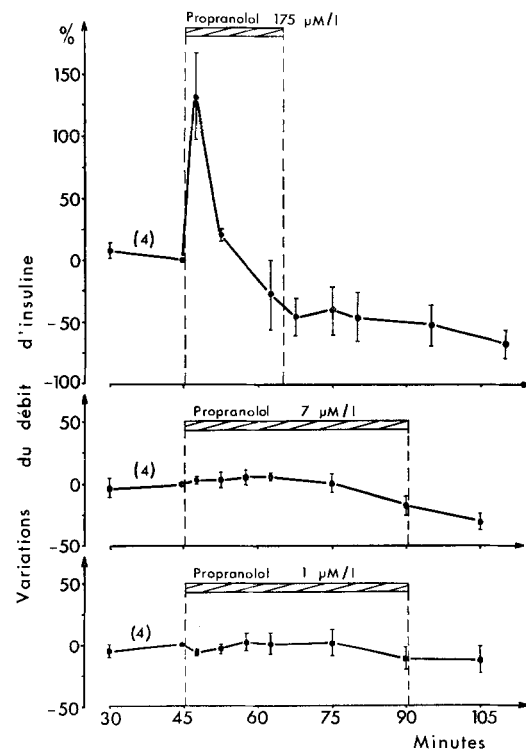 %
Propranolol 175 µM/l
150
100
50
0
-50
-100
(4)
Propranolol 7 µM/l
50
0
-50
(4)
Propranolol 1 µM/l
50
0
-50
(4)
30 45 60 75 90 105
Minutes
Variations du débit d'insuline